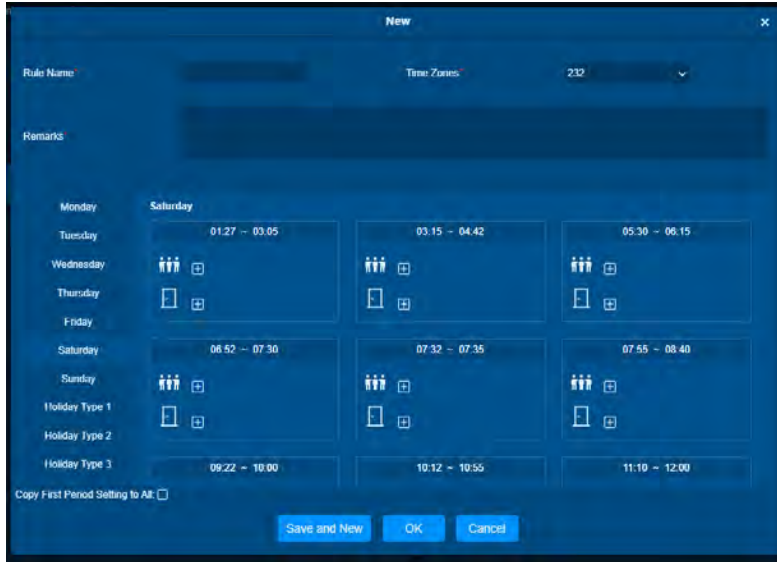 New ×
Rule Name* Time Zones* 232
Remarks*
Monday
Tuesday
Wednesday
Thursday
Friday
Saturday
Sunday
Holiday Type 1
Holiday Type 2
Holiday Type 3
Saturday
01:27 ~ 03:05 03:15 ~ 04:42 05:30 ~ 06:15
06:52 ~ 07:30 07:32 ~ 07:35 07:55 ~ 08:40
09:22 ~ 10:00 10:12 ~ 10:55 11:10 ~ 12:00
Copy First Period Setting to All:
Save and New OK Cancel